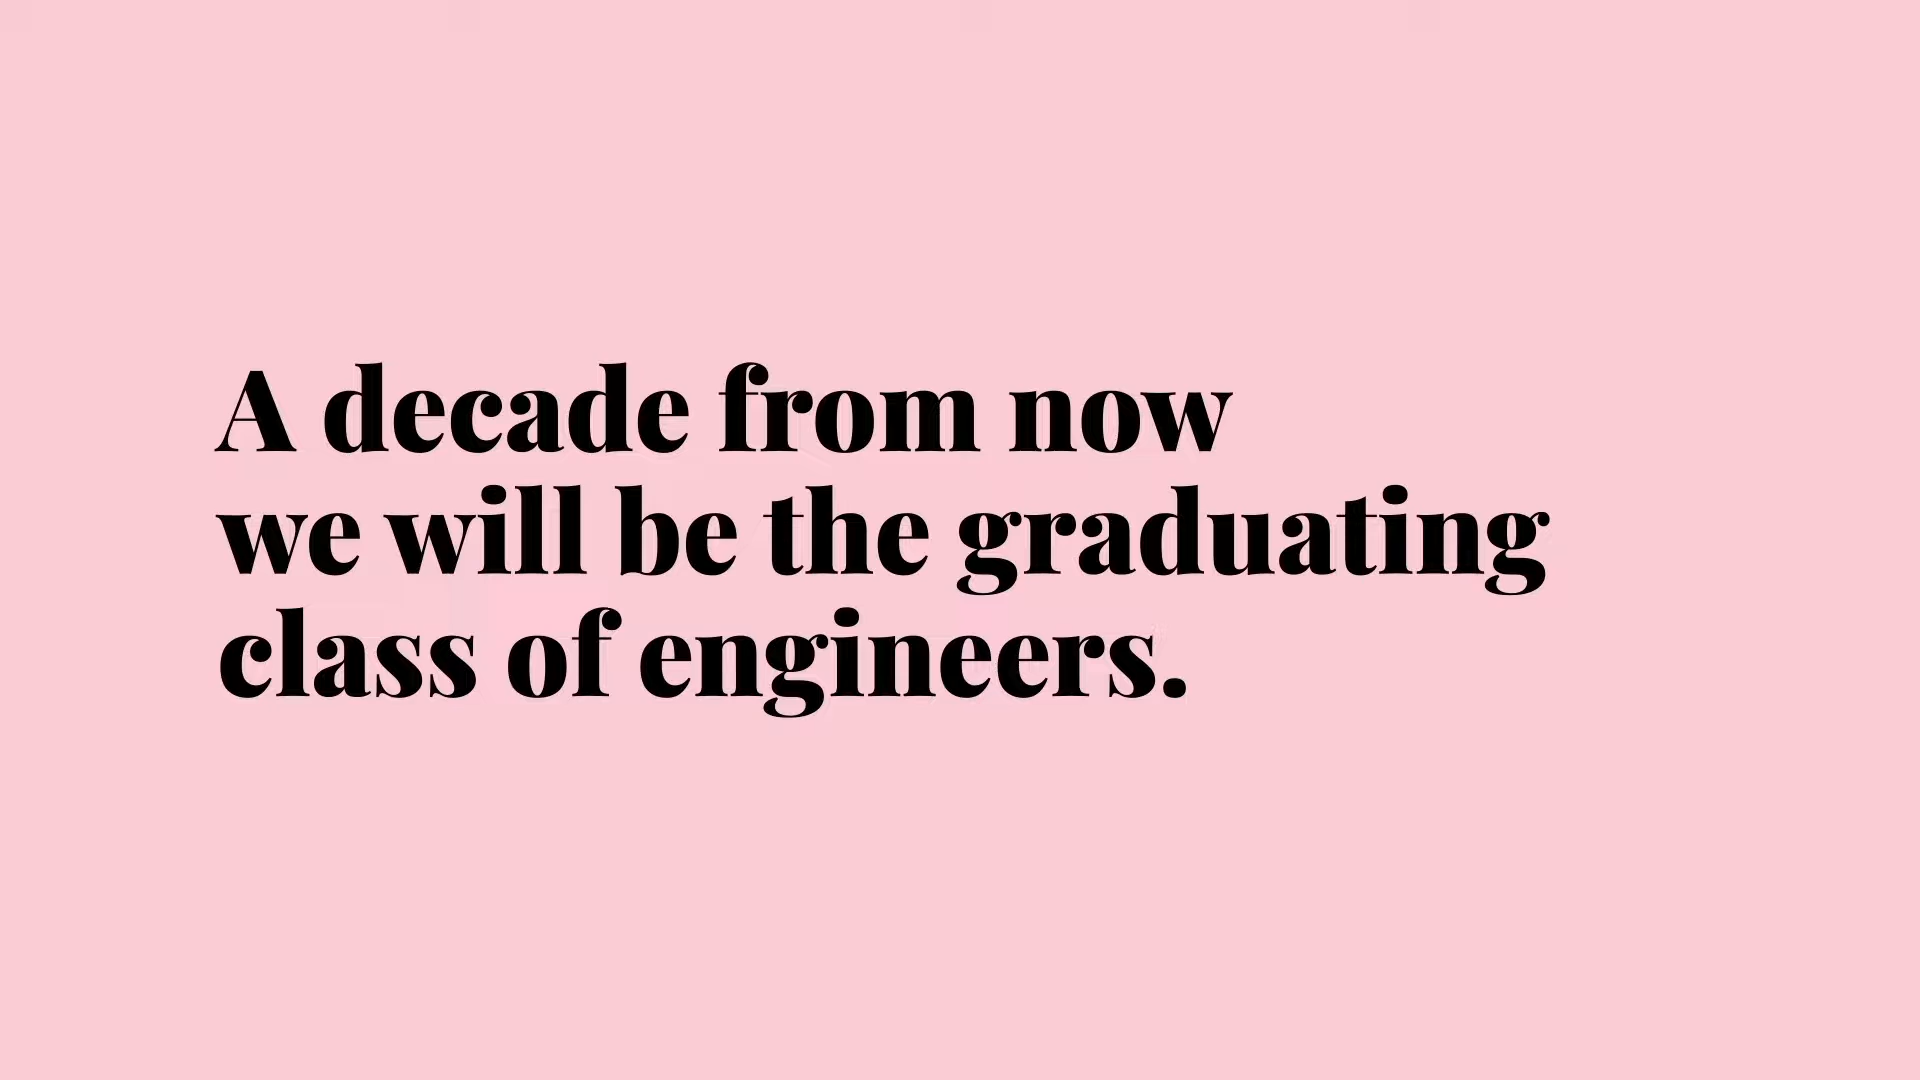 A decade from now
we will be the graduating
class of engineers.